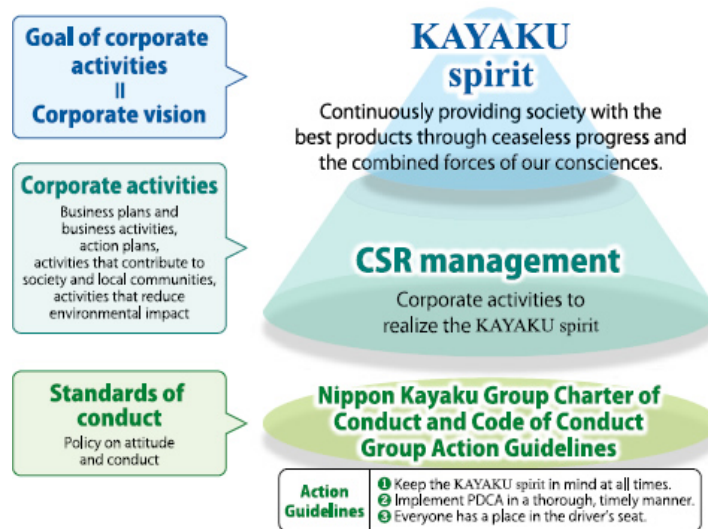 Goal of corporate
activities
=
Corporate vision
KAYAKU
spirit
Continuously providing society with the
best products through ceaseless progress and
the combined forces of our consciences.
Corporate activities
Business plans and
business activities,
action plans,
activities that contribute to
society and local communities,
activities that reduce
environmental impact
CSR management
Corporate activities to
realize the KAYAKU spirit
Standards of
conduct
Policy on attitude
and conduct
Nippon Kayaku Group Charter of
Conduct and Code of Conduct
Group Action Guidelines
Action
Guidelines
❶ Keep the KAYAKU spirit in mind at all times.
❷ Implement PDCA in a thorough, timely manner.
❸ Everyone has a place in the driver's seat.